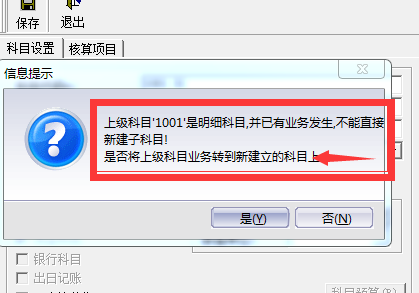 保存 退出
科目设置 核算项目
信息提示
上级科目'1001'是明细科目,并已有业务发生,不能直接
新建子科目!
是否将上级科目业务转到新建立的科目上
是(Y) 否(N)
银行科目
出日记账
科目预算(B)